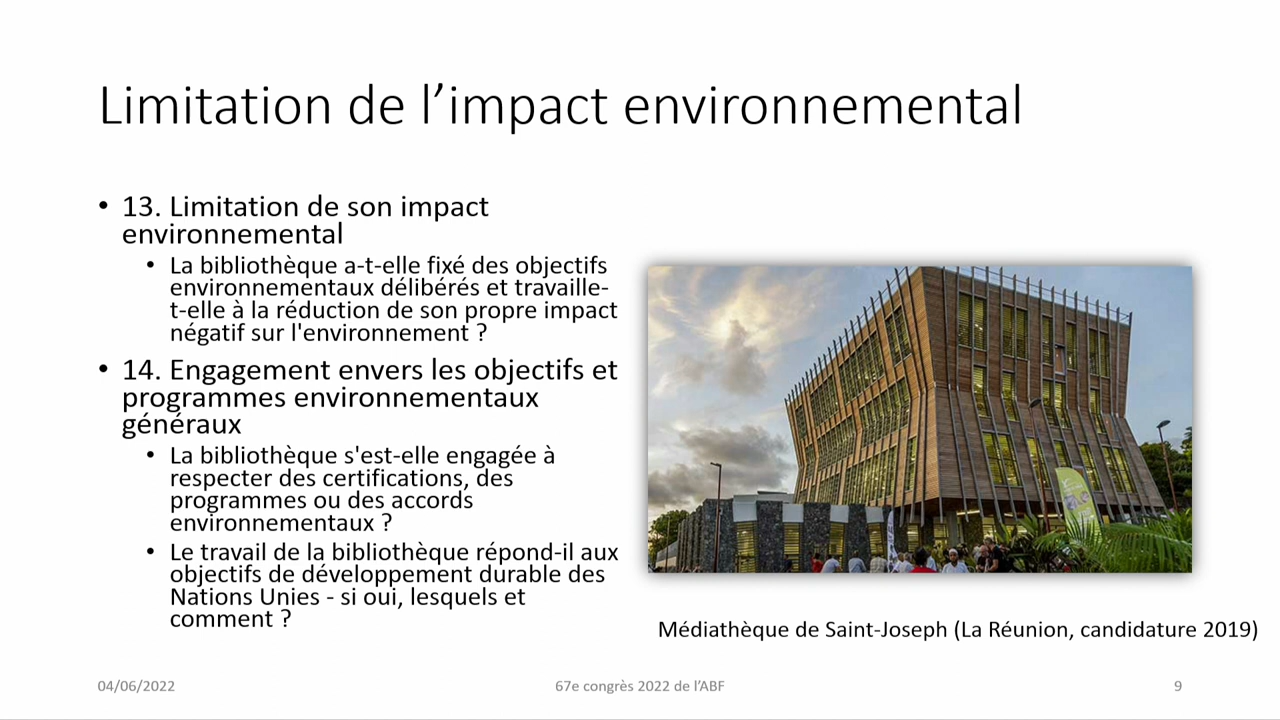 Limitation de l’impact environnemental
• 13. Limitation de son impact
environnemental
• La bibliothèque a-t-elle fixé des objectifs
environnementaux délibérés et travaille-
t-elle à la réduction de son propre impact
négatif sur l'environnement ?
• 14. Engagement envers les objectifs et
programmes environnementaux
généraux
• La bibliothèque s'est-elle engagée à
respecter des certifications, des
programmes ou des accords
environnementaux ?
• Le travail de la bibliothèque répond-il aux
objectifs de développement durable des
Nations Unies - si oui, lesquels et
comment ?
Médiathèque de Saint-Joseph (La Réunion, candidature 2019)
04/06/2022
67e congrès 2022 de l’ABF
9